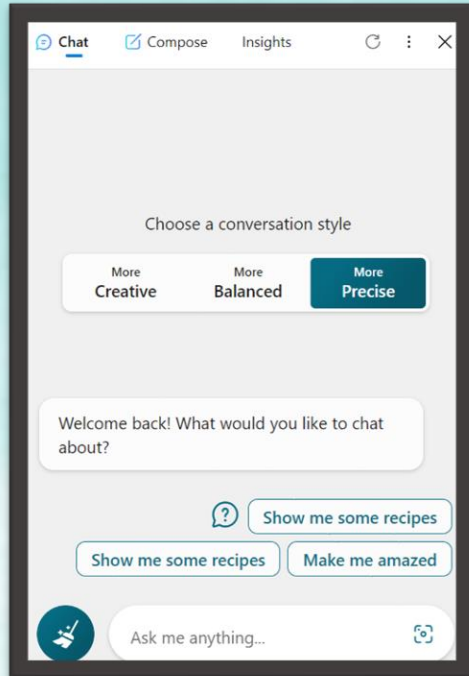 Chat Compose Insights
Choose a conversation style
More More More
Creative Balanced Precise
Welcome back! What would you like to chat
about?
Show me some recipes
Show me some recipes Make me amazed
Ask me anything...